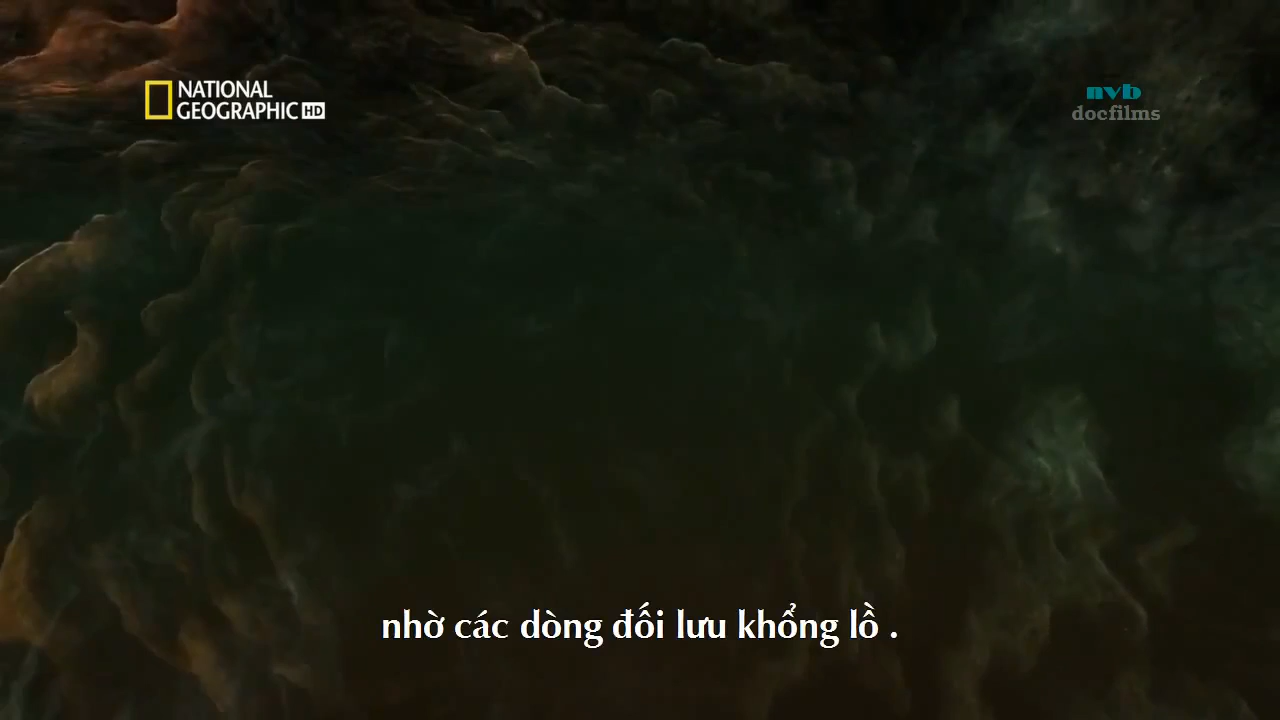 NATIONAL
GEOGRAPHIC HD
nvb
docfilms
nhờ các dòng đối lưu khổng lồ .